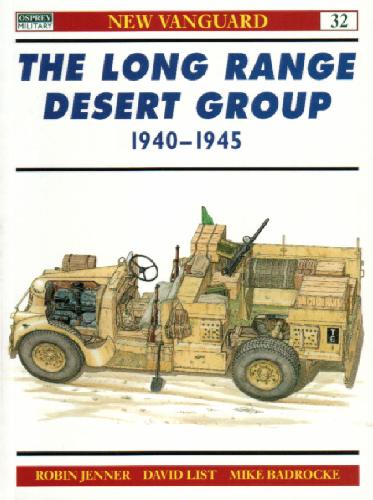 OSPREY
MILITARY
NEW VANGUARD
32
THE LONG RANGE
DESERT GROUP
1940–1945
ROBIN JENNER DAVID LIST MIKE BADROCKE